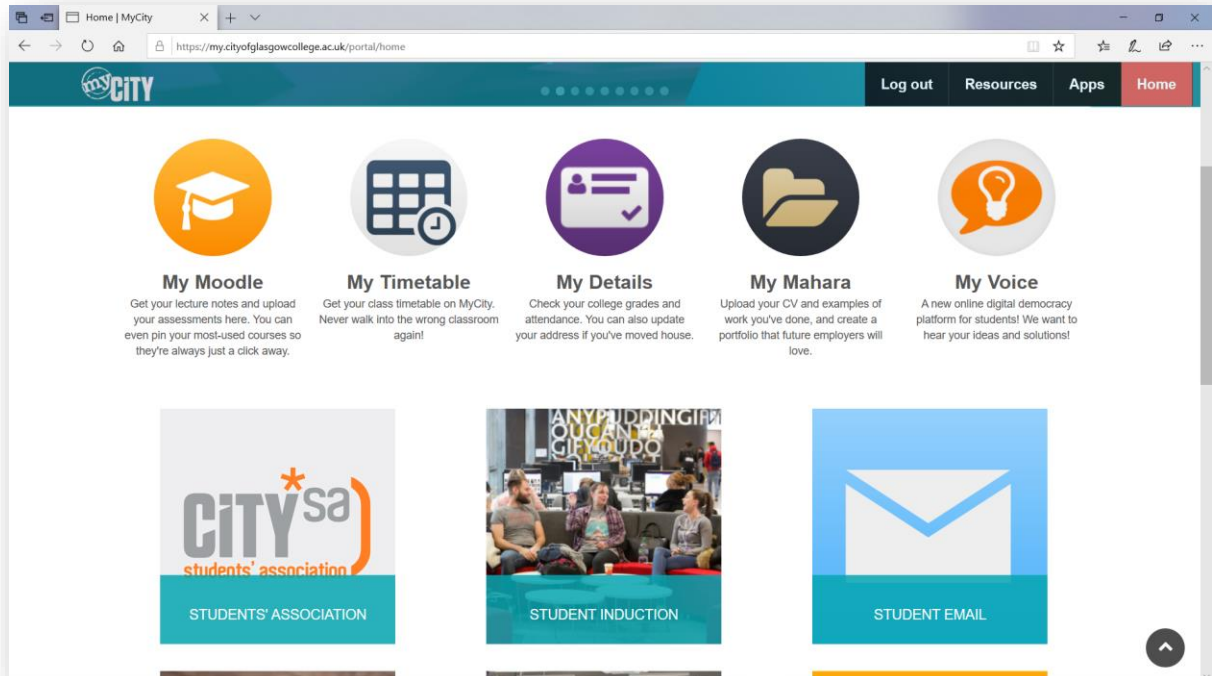 Home | MyCity
https://my.cityofglasgowcollege.ac.uk/portal/home
myCiTY
Log out Resources Apps Home
My Moodle
Get your lecture notes and upload
your assessments here. You can
even pin your most-used courses so
they're always just a click away.
My Timetable
Get your class timetable on MyCity.
Never walk into the wrong classroom
again!
My Details
Check your college grades and
attendance. You can also update
your address if you've moved house.
My Mahara
Upload your CV and examples of
work you've done, and create a
portfolio that future employers will
love.
My Voice
A new online digital democracy
platform for students! We want to
hear your ideas and solutions!
CiTY*sa)
students' association
STUDENTS' ASSOCIATION
ANYPUDDINGIF
OUCAN
GIFYOUDO
STUDENT INDUCTION
STUDENT EMAIL